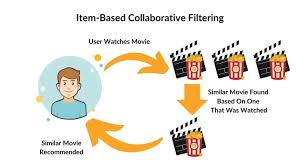 Item-Based Collaborative Filtering
User Watches Movie
Similar Movie Found
Based On One
That Was Watched
Similar Movie
Recommended